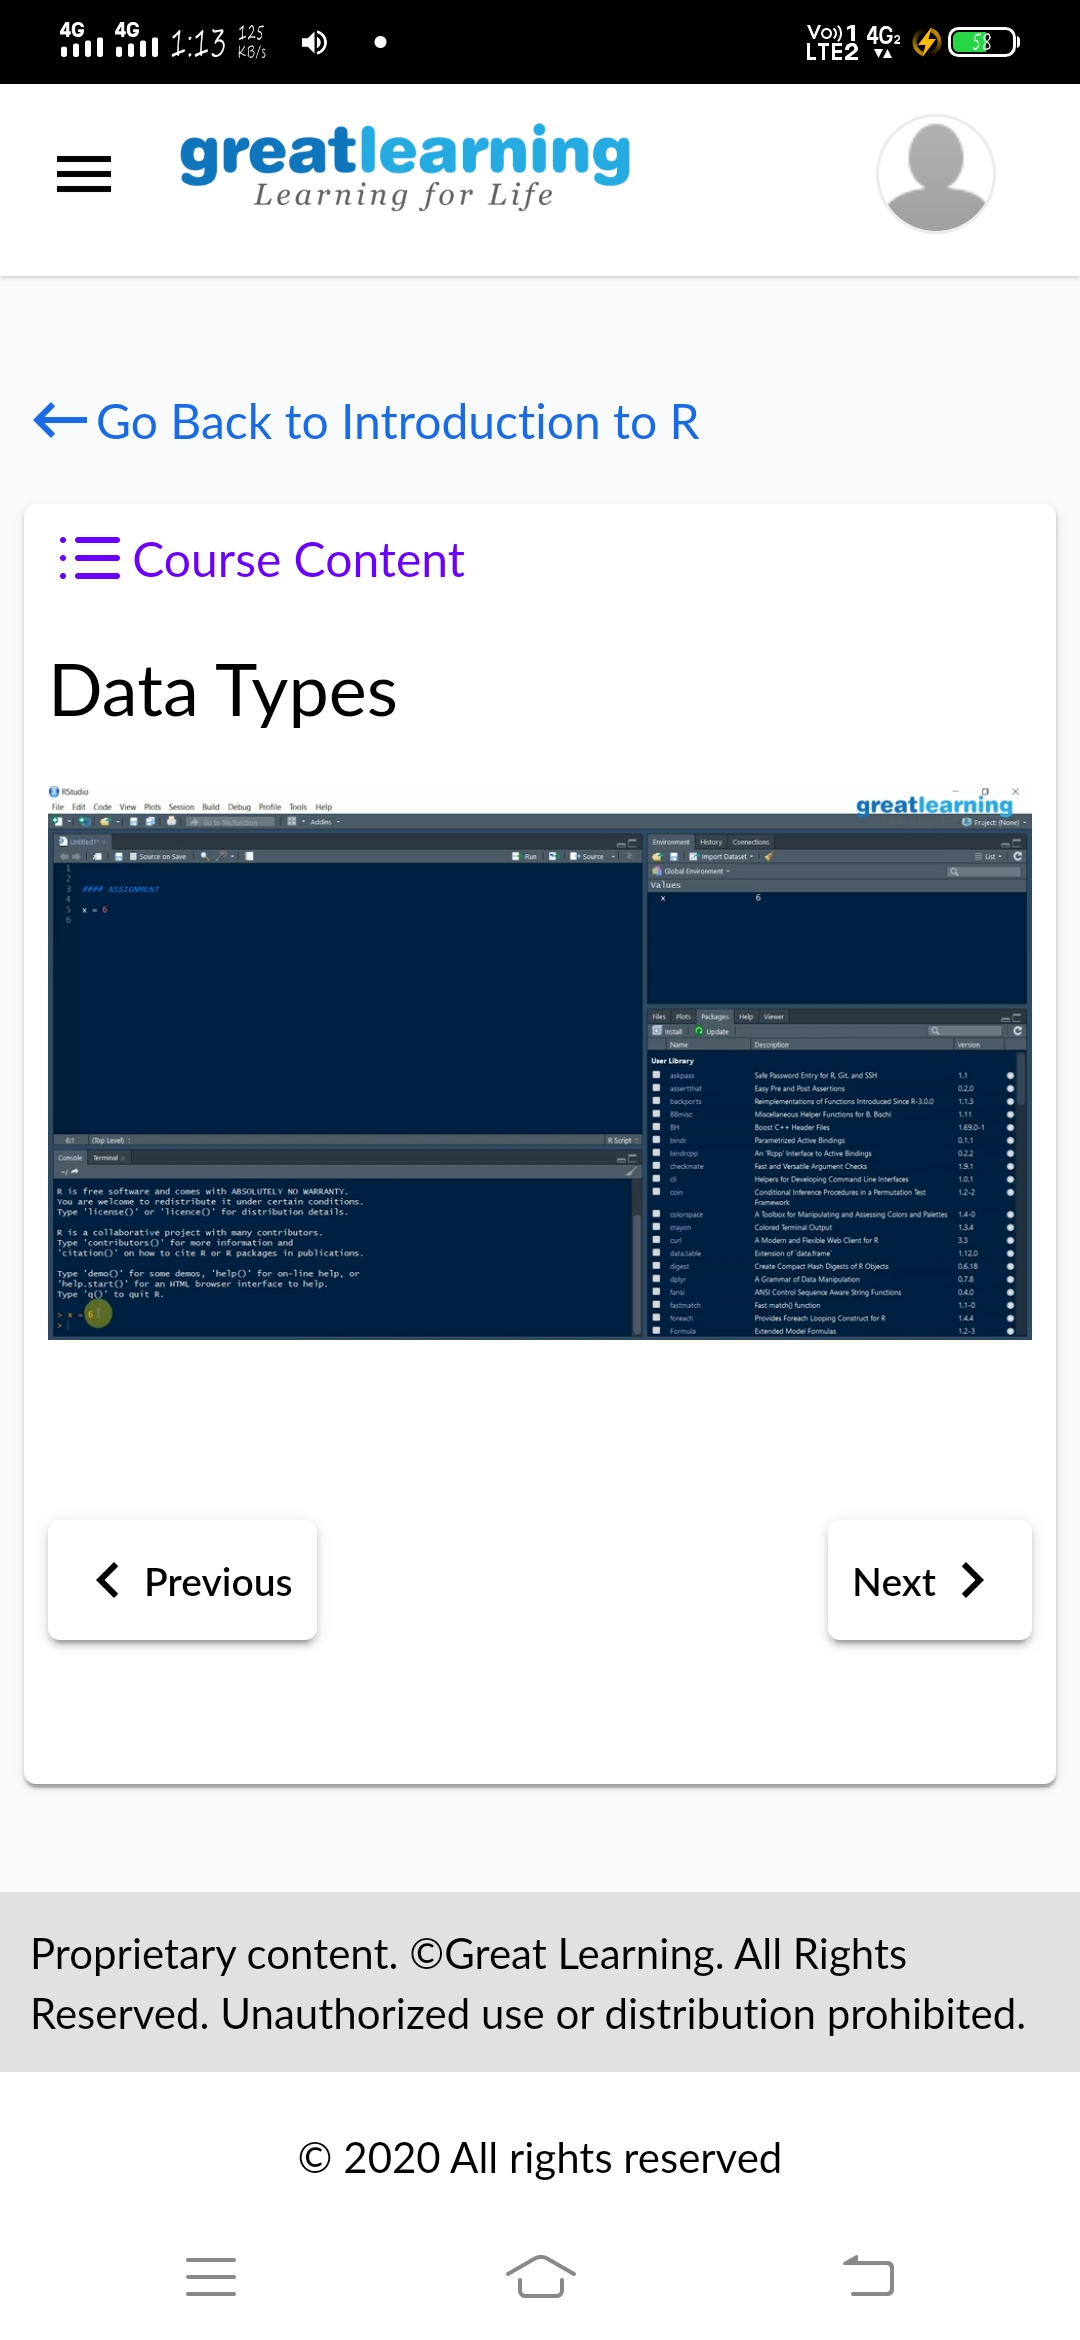 4G 4G 1:13 125 KB/s Vo)) 1 LTE2 4G2 58
greatlearning
Learning for Life
Go Back to Introduction to R
Course Content
Data Types
RStudio
File Edit Code View Plots Session Build Debug Profile Tools Help
greatlearning
Go to file/function Addins
Project: (None)
Untitled1*
Source on Save
Run Source
1
2
3 #### ASSIGNMENT
4
5 x = 6
6
6:1 (Top Level) R Script
Environment History Connections
Import Dataset List
Global Environment
Values
x 6
Files Plots Packages Help Viewer
Install Update
Name Description Version
User Library
askpass Safe Password Entry for R, Git, and SSH 1.1
assertthat Easy Pre and Post Assertions 0.2.0
backports Reimplementations of Functions Introduced Since R-3.0.0 1.1.3
BBmisc Miscellaneous Helper Functions for B. Bischl 1.11
BH Boost C++ Header Files 1.69.0-1
bindr Parametrized Active Bindings 0.1.1
bindrcpp An 'Rcpp' Interface to Active Bindings 0.2.2
checkmate Fast and Versatile Argument Checks 1.9.1
cli Helpers for Developing Command Line Interfaces 1.0.1
coin Conditional Inference Procedures in a Permutation Test Framework 1.2-2
colorspace A Toolbox for Manipulating and Assessing Colors and Palettes 1.4-0
crayon Colored Terminal Output 1.3.4
curl A Modern and Flexible Web Client for R 3.3
data.table Extension of `data.frame` 1.12.0
digest Create Compact Hash Digests of R Objects 0.6.18
dplyr A Grammar of Data Manipulation 0.7.8
fansi ANSI Control Sequence Aware String Functions 0.4.0
fastmatch Fast match() function 1.1-0
foreach Provides Foreach Looping Construct for R 1.4.4
Formula Extended Model Formulas 1.2-3
Console Terminal
~/
R is free software and comes with ABSOLUTELY NO WARRANTY.
You are welcome to redistribute it under certain conditions.
Type 'license()' or 'licence()' for distribution details.
R is a collaborative project with many contributors.
Type 'contributors()' for more information and
'citation()' on how to cite R or R packages in publications.
Type 'demo()' for some demos, 'help()' for on-line help, or
'help.start()' for an HTML browser interface to help.
Type 'q()' to quit R.
> x = 6
>
Previous
Next
Proprietary content. ©Great Learning. All Rights
Reserved. Unauthorized use or distribution prohibited.
© 2020 All rights reserved